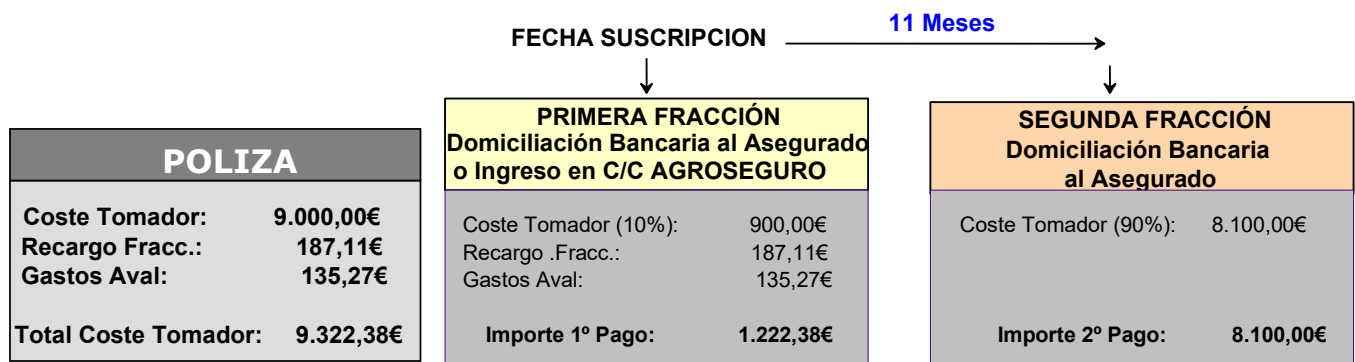 11 Meses
FECHA SUSCRIPCION
POLIZA
Coste Tomador: 9.000,00€
Recargo Fracc.: 187,11€
Gastos Aval: 135,27€
Total Coste Tomador: 9.322,38€
PRIMERA FRACCIÓN
Domiciliación Bancaria al Asegurado
o Ingreso en C/C AGROSEGURO
Coste Tomador (10%): 900,00€
Recargo .Fracc.: 187,11€
Gastos Aval: 135,27€
Importe 1º Pago: 1.222,38€
SEGUNDA FRACCIÓN
Domiciliación Bancaria
al Asegurado
Coste Tomador (90%): 8.100,00€
Importe 2º Pago: 8.100,00€